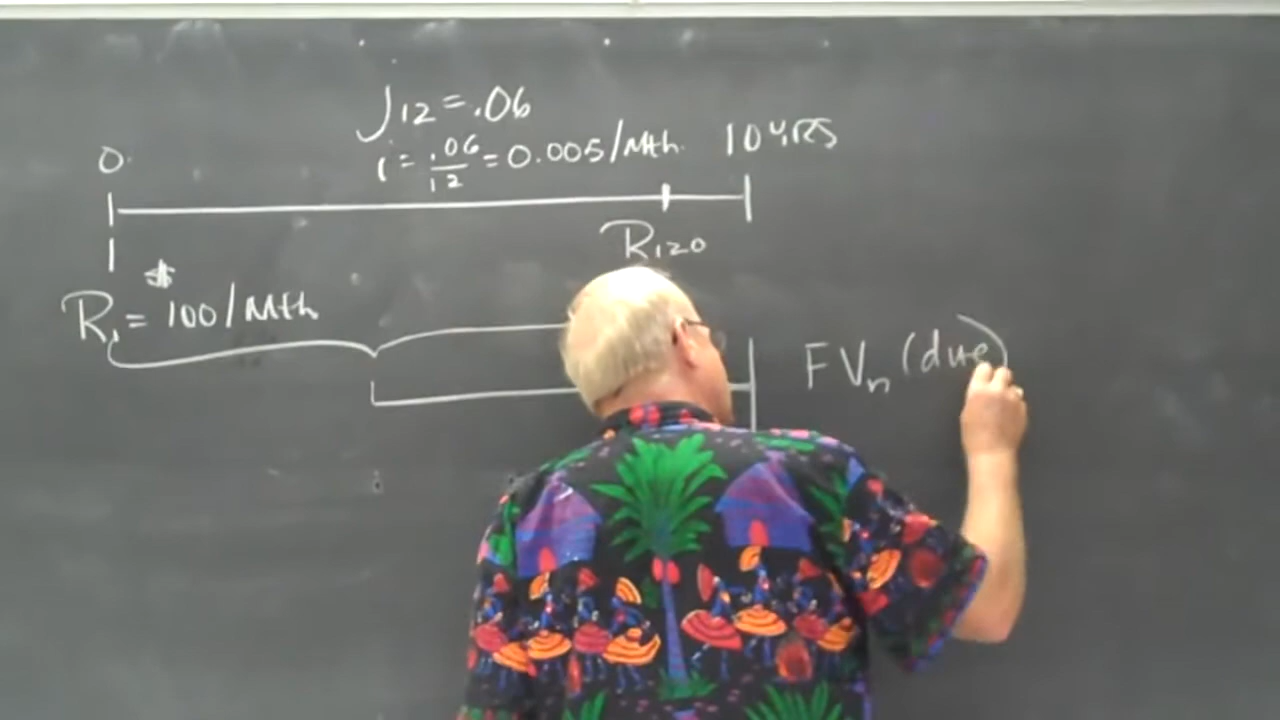 J12 = .06
i = .06/12 = 0.005/Mth
10 YRS
0
R120
R1 = $100/Mth
FVn (due)